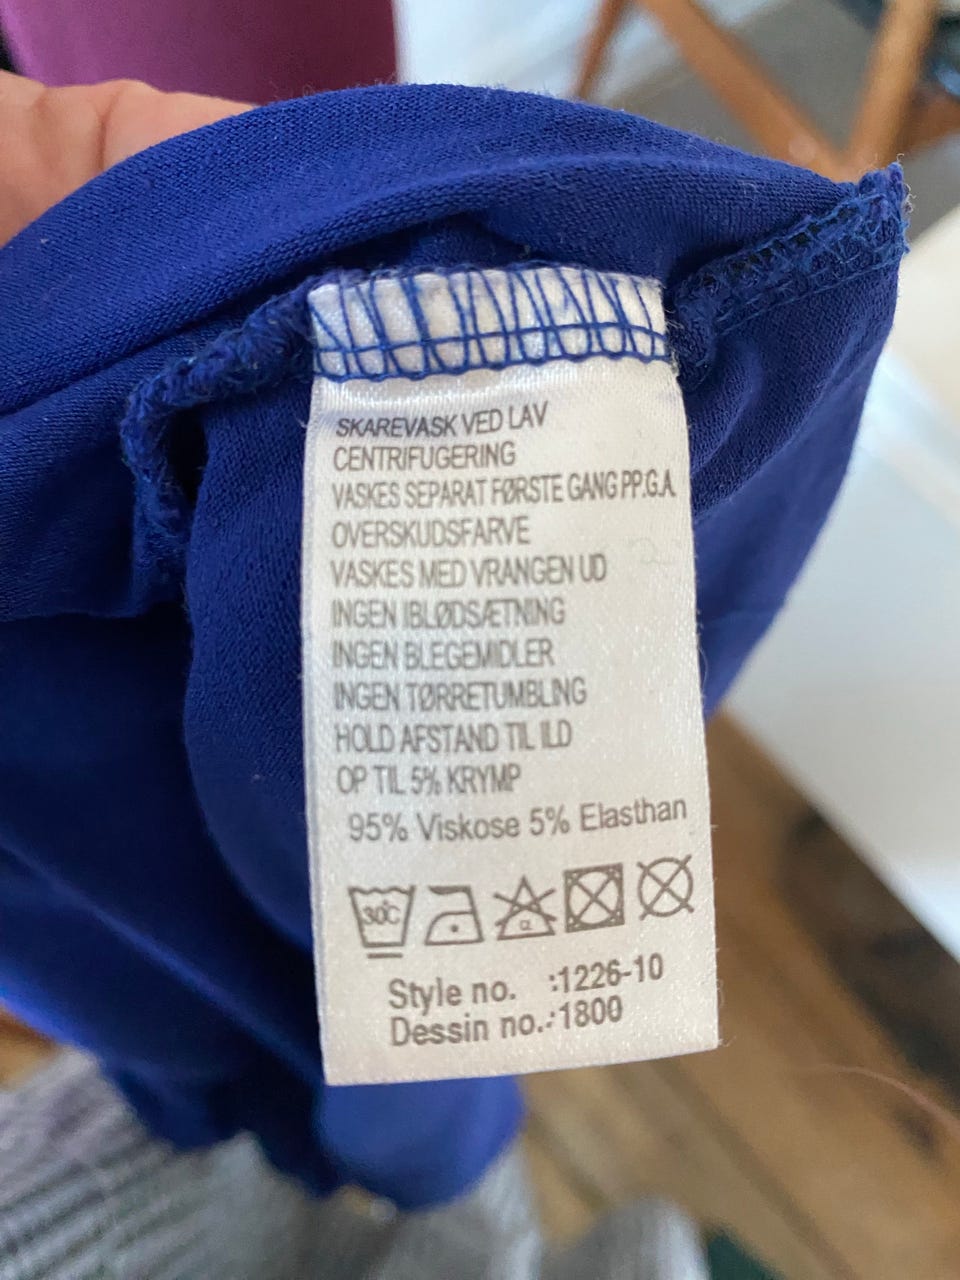 SKAREVASK VED LAV
CENTRIFUGERING
VASKES SEPARAT FØRSTE GANG PP.G.A.
OVERSKUDSFARVE
VASKES MED VRANGEN UD
INGEN IBLØDSÆTNING
INGEN BLEGEMIDLER
INGEN TØRRETUMBLING
HOLD AFSTAND TIL ILD
OP TIL 5% KRYMP
95% Viskose 5% Elasthan
30°C
Style no. :1226-10
Dessin no.:1800